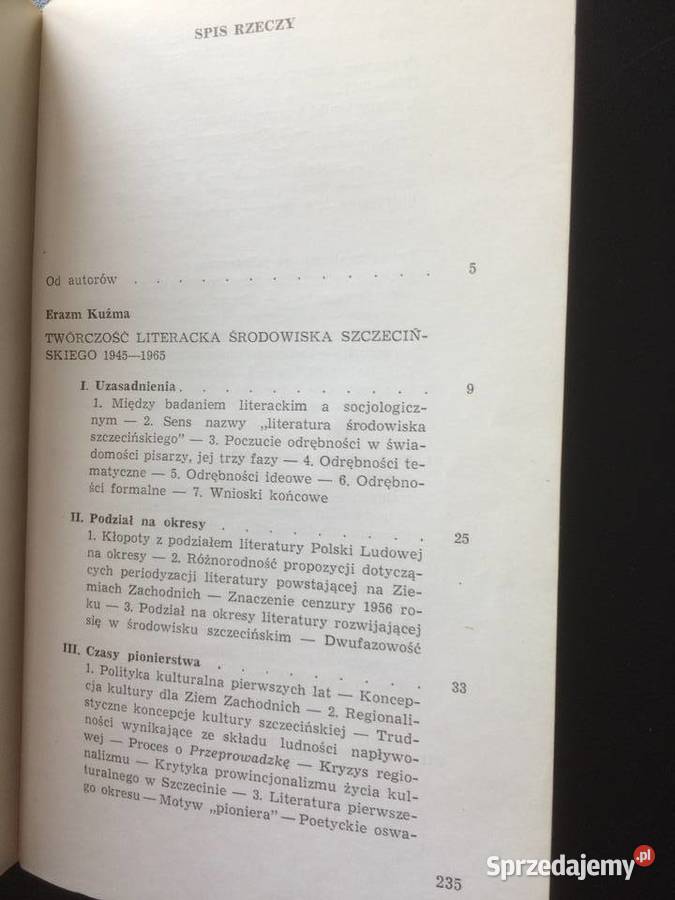 SPIS RZECZY
Od autorów . . . . . . . . . . . 5
Erazm Kuźma
TWÓRCZOŚĆ LITERACKA ŚRODOWISKA SZCZECIŃ-
SKIEGO 1945—1965
I. Uzasadnienia . . . . . . . . . 9
1. Między badaniem literackim a socjologicz-
nym — 2. Sens nazwy „literatura środowiska
szczecińskiego” — 3. Poczucie odrębności w świa-
domości pisarzy, jej trzy fazy — 4. Odrębności te-
matyczne — 5. Odrębności ideowe — 6. Odrębno-
ści formalne — 7. Wnioski końcowe
II. Podział na okresy . . . . . . . . 25
1. Kłopoty z podziałem literatury Polski Ludowej
na okresy — 2. Różnorodność propozycji dotyczą-
cych periodyzacji literatury powstającej na Zie-
miach Zachodnich — Znaczenie cenzury 1956 ro-
ku — 3. Podział na okresy literatury rozwijającej
się w środowisku szczecińskim — Dwufazowość
III. Czasy pionierstwa . . . . . . . . 33
1. Polityka kulturalna pierwszych lat — Koncep-
cja kultury dla Ziem Zachodnich — 2. Regionali-
styczne koncepcje kultury szczecińskiej — Trud-
ności wynikające ze składu ludności napływo-
wej — Proces o Przeprowadzkę — Kryzys regio-
nalizmu — Krytyka prowincjonalizmu życia kul-
turalnego w Szczecinie — 3. Literatura pierwsze-
go okresu — Motyw „pioniera” — Poetyckie oswa-
235
Sprzedajemy.pl